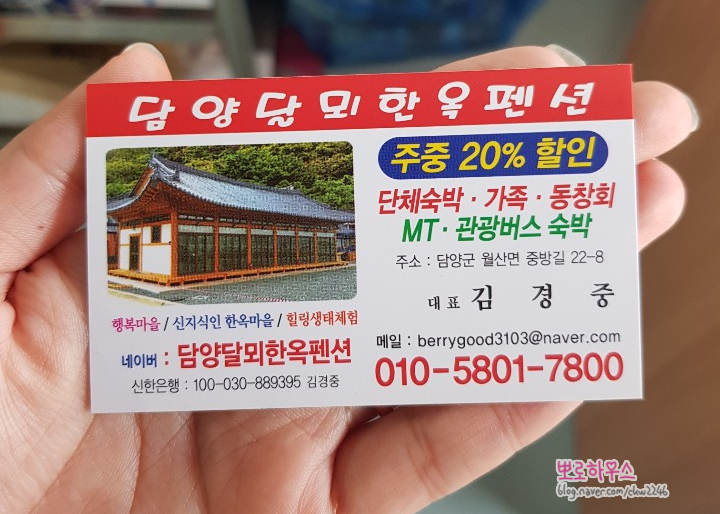 담양달뫼한옥펜션
주중 20% 할인
단체숙박 · 가족 · 동창회
MT · 관광버스 숙박
주소 : 담양군 월산면 중방길 22-8
대표 김 경 중
행복마을 / 신지식인 한옥마을 / 힐링생태체험
네이버 : 담양달뫼한옥펜션
신한은행 : 100-030-889395 김경중
메일 : berrygood3103@naver.com
010-5801-7800
뽀로하우스
blog.naver.com/ckw2246